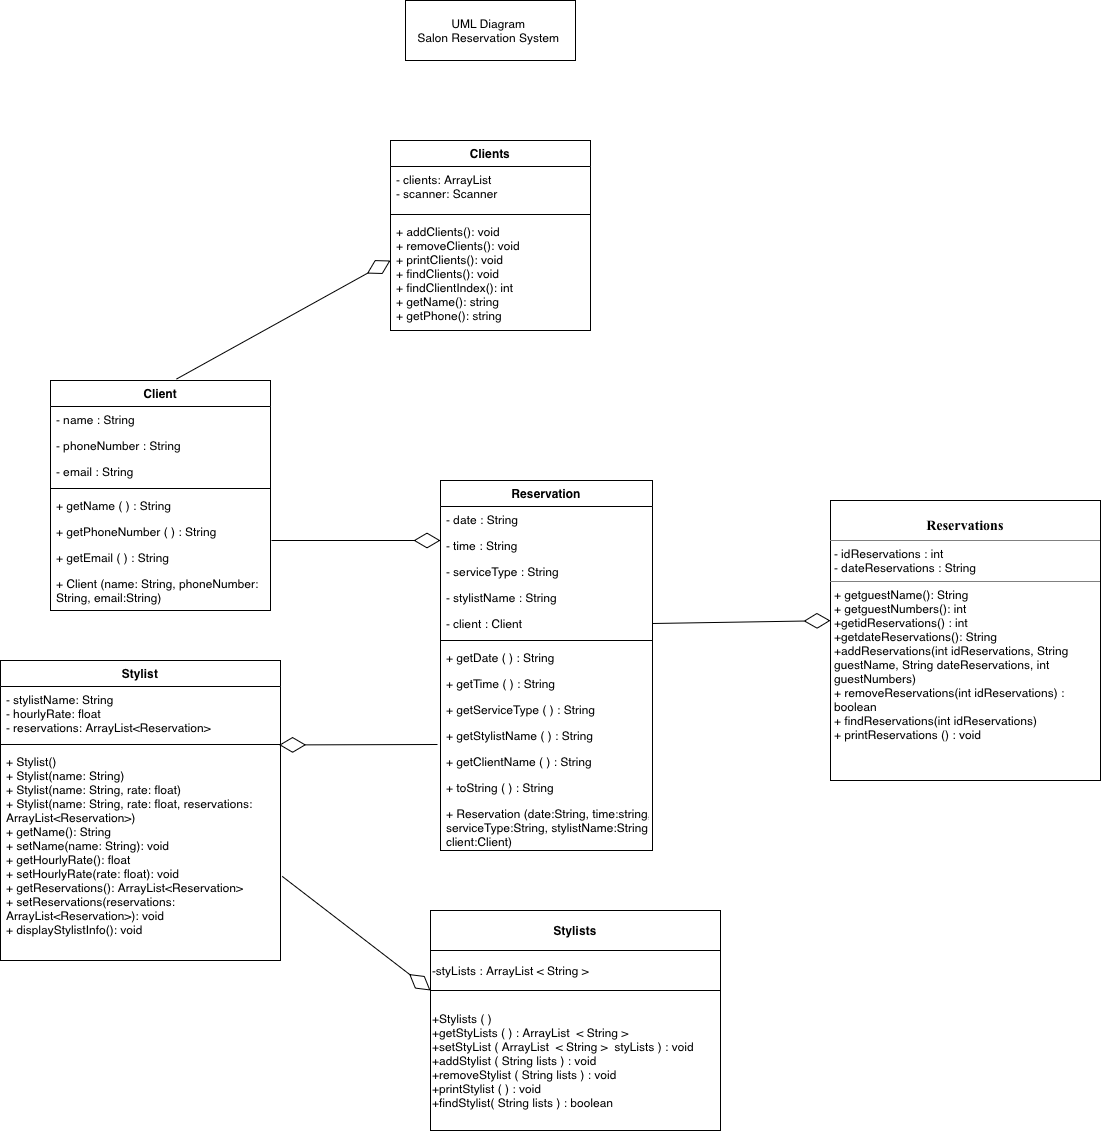 UML Diagram
Salon Reservation System
Clients
- clients: ArrayList
- scanner: Scanner
+ addClients(): void
+ removeClients(): void
+ printClients(): void
+ findClients(): void
+ findClientIndex(): int
+ getName(): string
+ getPhone(): string
Client
- name : String
- phoneNumber : String
- email : String
+ getName ( ) : String
+ getPhoneNumber ( ) : String
+ getEmail ( ) : String
+ Client (name: String, phoneNumber:
String, email:String)
Reservation
- date : String
- time : String
- serviceType : String
- stylistName : String
- client : Client
+ getDate ( ) : String
+ getTime ( ) : String
+ getServiceType ( ) : String
+ getStylistName ( ) : String
+ getClientName ( ) : String
+ toString ( ) : String
+ Reservation (date:String, time:string
serviceType:String, stylistName:String
client:Client)
Reservations
- idReservations : int
- dateReservations : String
+ getguestName(): String
+ getguestNumbers(): int
+getidReservations() : int
+getdateReservations(): String
+addReservations(int idReservations, String
guestName, String dateReservations, int
guestNumbers)
+ removeReservations(int idReservations) :
boolean
+ findReservations(int idReservations)
+ printReservations () : void
Stylist
- stylistName: String
- hourlyRate: float
- reservations: ArrayList<Reservation>
+ Stylist()
+ Stylist(name: String)
+ Stylist(name: String, rate: float)
+ Stylist(name: String, rate: float, reservations:
ArrayList<Reservation>)
+ getName(): String
+ setName(name: String): void
+ getHourlyRate(): float
+ setHourlyRate(rate: float): void
+ getReservations(): ArrayList<Reservation>
+ setReservations(reservations:
ArrayList<Reservation>): void
+ displayStylistInfo(): void
Stylists
-styLists : ArrayList < String >
+Stylists ( )
+getStyLists ( ) : ArrayList < String >
+setStyList ( ArrayList < String > styLists ) : void
+addStylist ( String lists ) : void
+removeStylist ( String lists ) : void
+printStylist ( ) : void
+findStylist( String lists ) : boolean